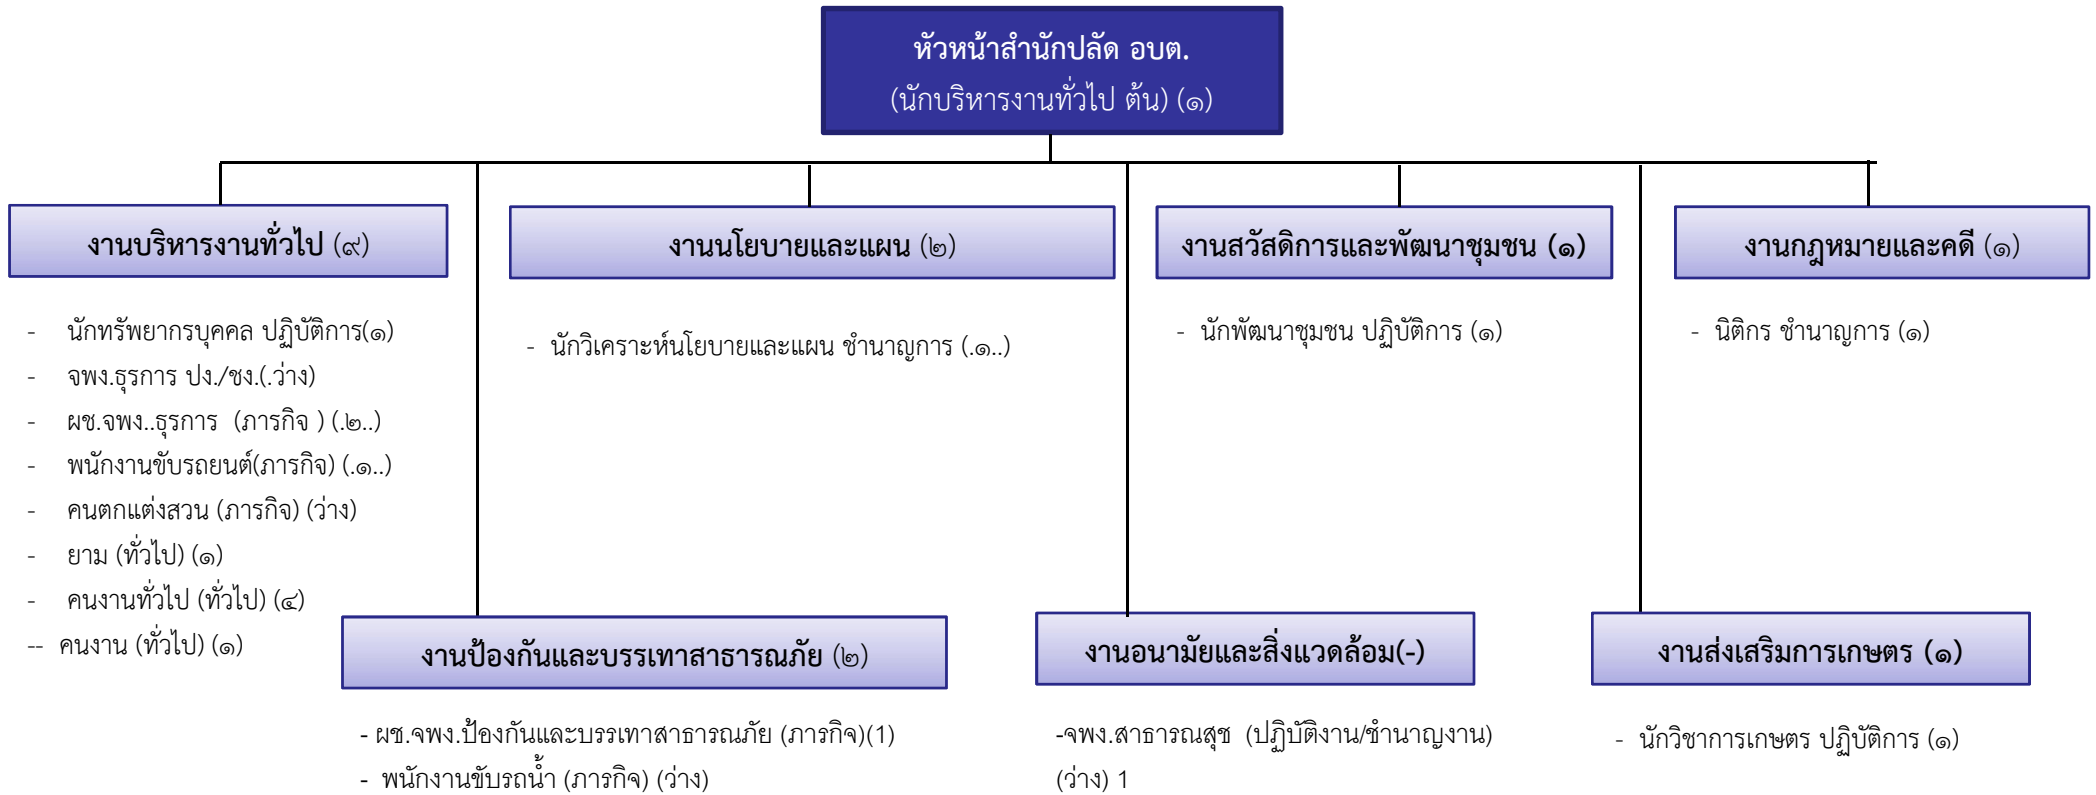 หัวหน้าสำนักปลัด อบต.
(นักบริหารงานทั่วไป ต้น) (๑)
งานบริหารงานทั่วไป (๙)
- นักทรัพยากรบุคคล ปฏิบัติการ(๑)
- จพง.ธุรการ ปง./ชง.(.ว่าง)
- ผช.จพง..ธุรการ (ภารกิจ ) (.๒..)
- พนักงานขับรถยนต์(ภารกิจ) (.๑..)
- คนตกแต่งสวน (ภารกิจ) (ว่าง)
- ยาม (ทั่วไป) (๑)
- คนงานทั่วไป (ทั่วไป) (๔)
-- คนงาน (ทั่วไป) (๑)
งานนโยบายและแผน (๒)
- นักวิเคราะห์นโยบายและแผน ชำนาญการ (.๑..)
งานสวัสดิการและพัฒนาชุมชน (๑)
- นักพัฒนาชุมชน ปฏิบัติการ (๑)
งานกฎหมายและคดี (๑)
- นิติกร ชำนาญการ (๑)
งานป้องกันและบรรเทาสาธารณภัย (๒)
- ผช.จพง.ป้องกันและบรรเทาสาธารณภัย (ภารกิจ)(1)
- พนักงานขับรถน้ำ (ภารกิจ) (ว่าง)
งานอนามัยและสิ่งแวดล้อม(-)
-จพง.สาธารณสุช (ปฏิบัติงาน/ชำนาญงาน)
(ว่าง) 1
งานส่งเสริมการเกษตร (๑)
- นักวิชาการเกษตร ปฏิบัติการ (๑)